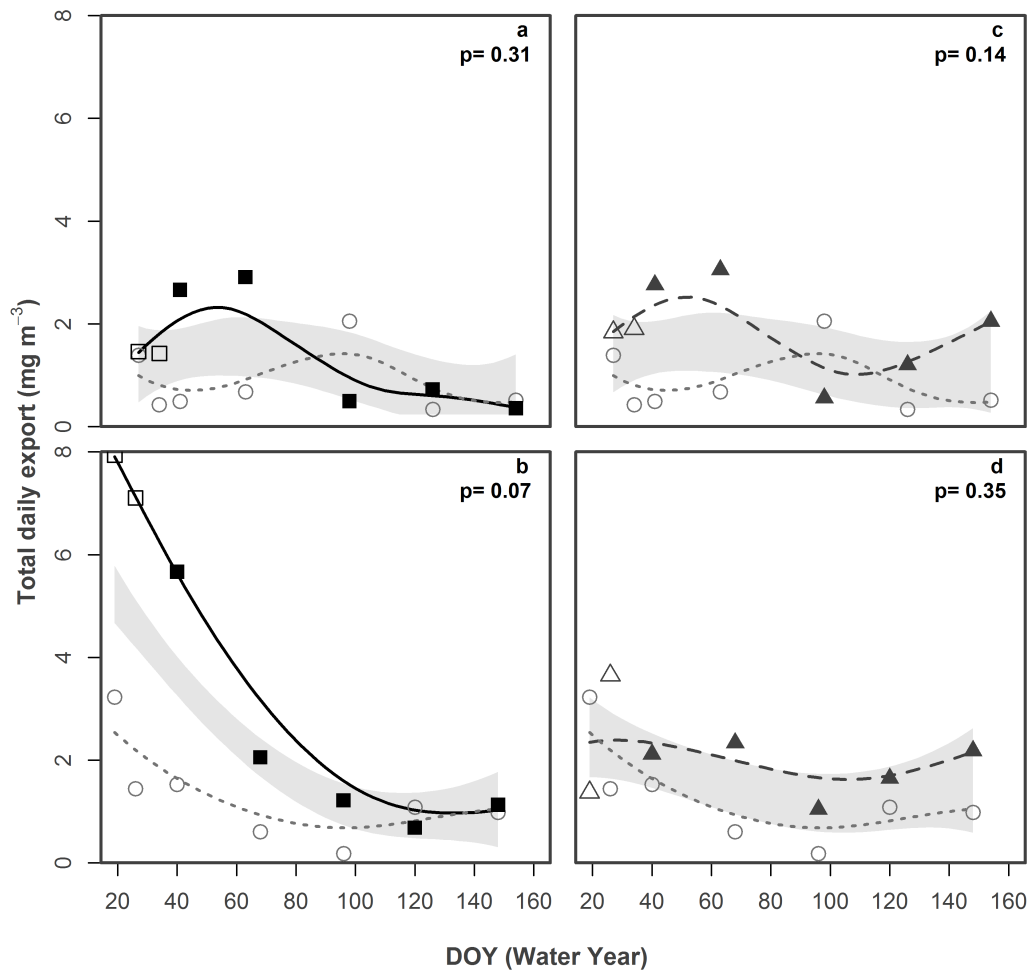 Total daily export (mg m⁻³)
8
6
4
2
0
a
p= 0.31
c
p= 0.14
8
6
4
2
0
b
p= 0.07
d
p= 0.35
20 40 60 80 100 120 140 160
20 40 60 80 100 120 140 160
DOY (Water Year)